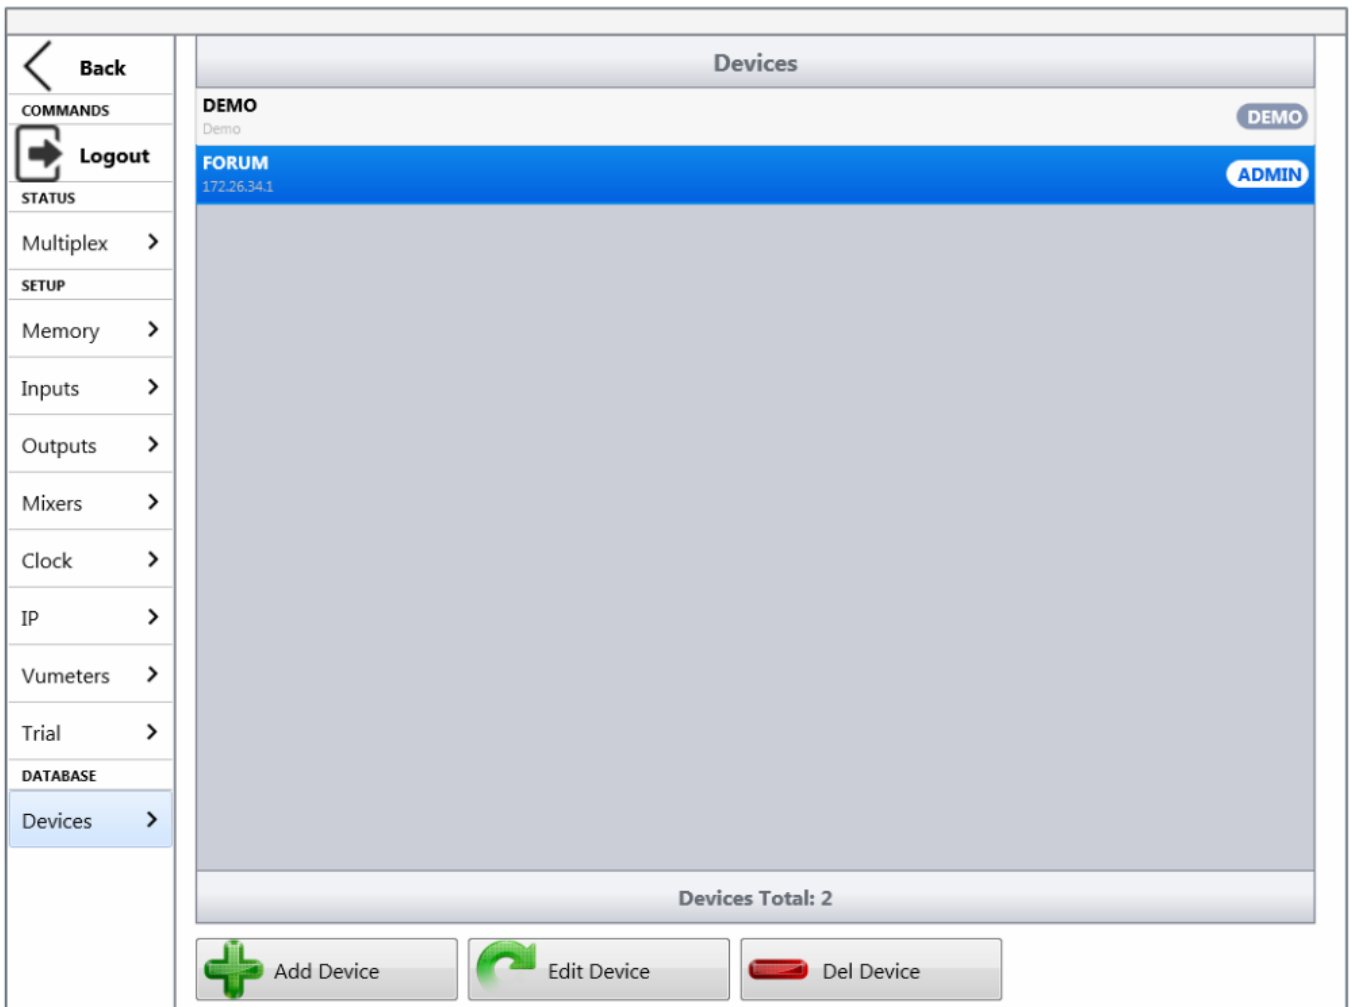 Back
COMMANDS
Logout
STATUS
Multiplex
SETUP
Memory
Inputs
Outputs
Mixers
Clock
IP
Vumeters
Trial
DATABASE
Devices
Devices
DEMO
Demo
DEMO
FORUM
172.26.34.1
ADMIN
Devices Total: 2
Add Device
Edit Device
Del Device